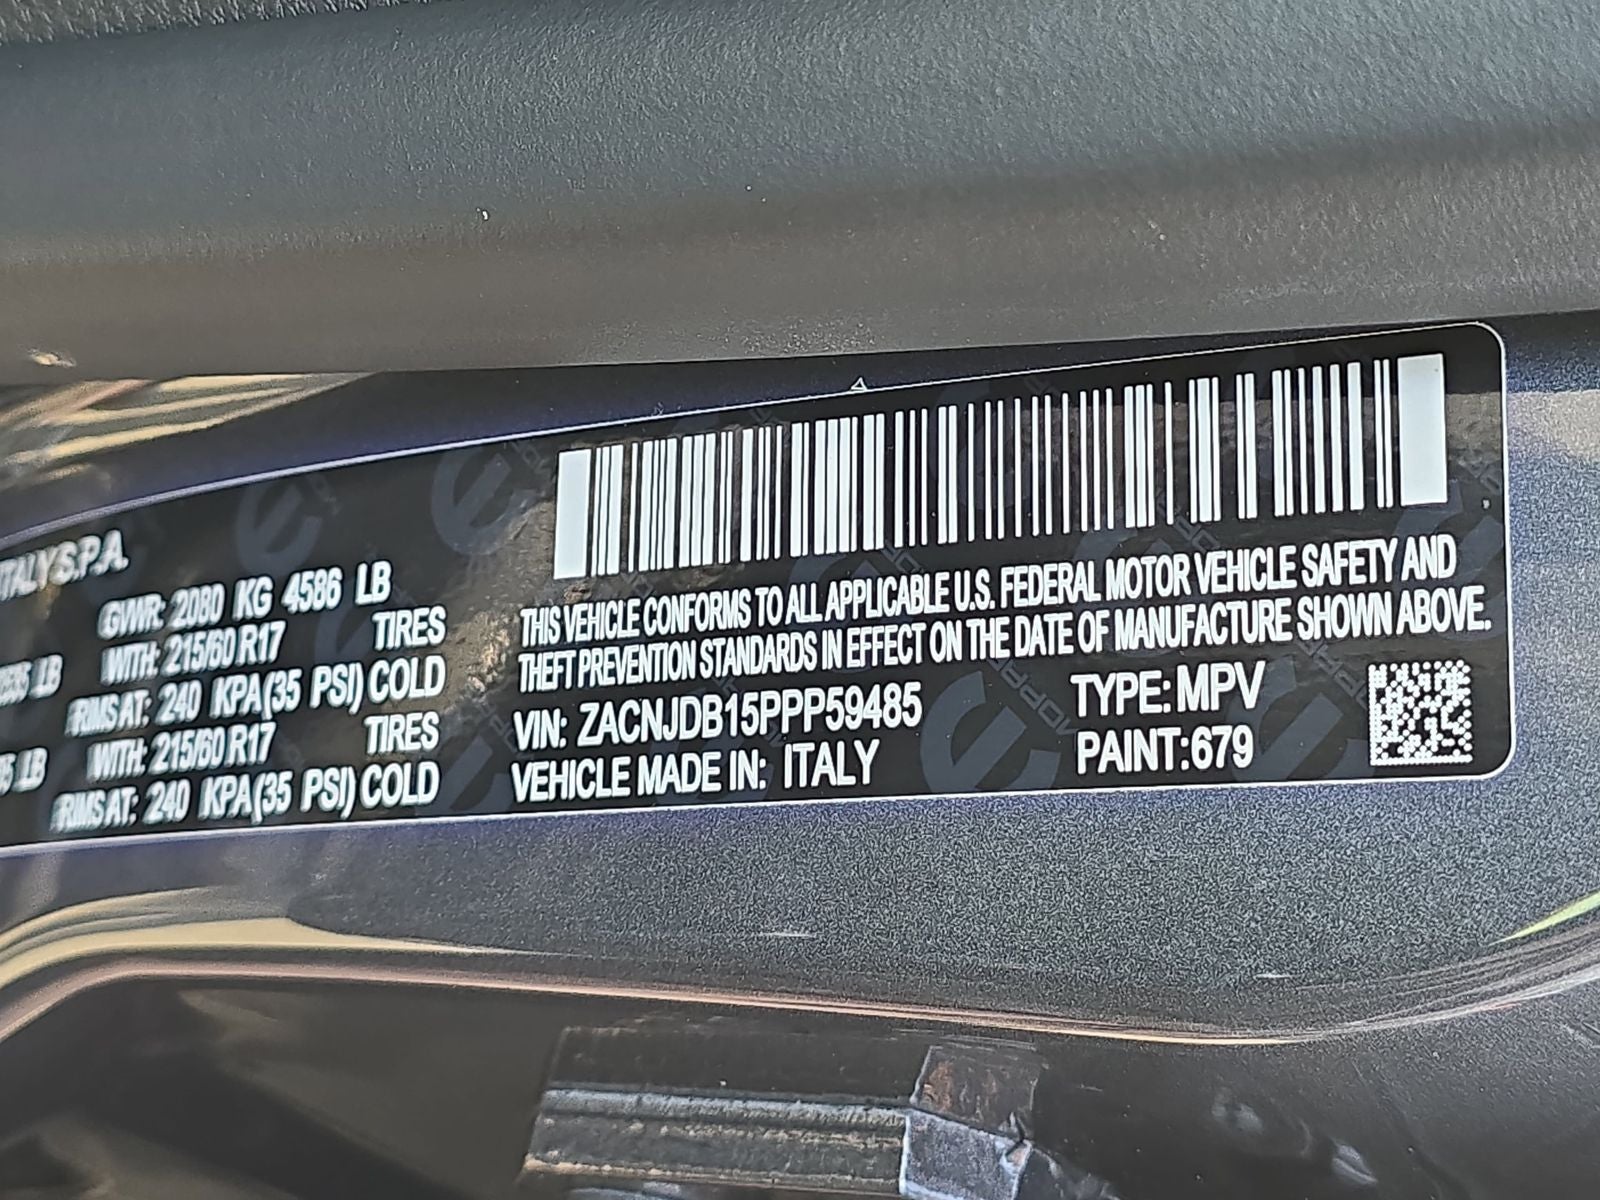 ITALY S.P.A.
GVWR: 2080 KG 4586 LB
WITH: 215/60 R17 TIRES
LB RIMS AT: 240 KPA(35 PSI) COLD
WITH: 215/60 R17 TIRES
LB RIMS AT: 240 KPA(35 PSI) COLD
THIS VEHICLE CONFORMS TO ALL APPLICABLE U.S. FEDERAL MOTOR VEHICLE SAFETY AND
THEFT PREVENTION STANDARDS IN EFFECT ON THE DATE OF MANUFACTURE SHOWN ABOVE.
VIN: ZACNJDB15PPP59485 TYPE: MPV
VEHICLE MADE IN: ITALY PAINT:679